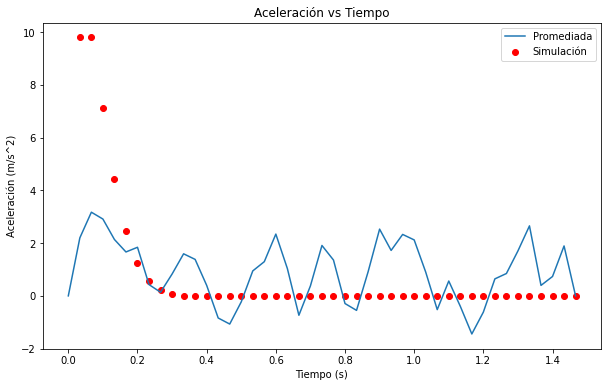 Aceleración vs Tiempo
Promediada
Simulación
Aceleración (m/s^2)
10
8
6
4
2
0
−2
0.0 0.2 0.4 0.6 0.8 1.0 1.2 1.4
Tiempo (s)